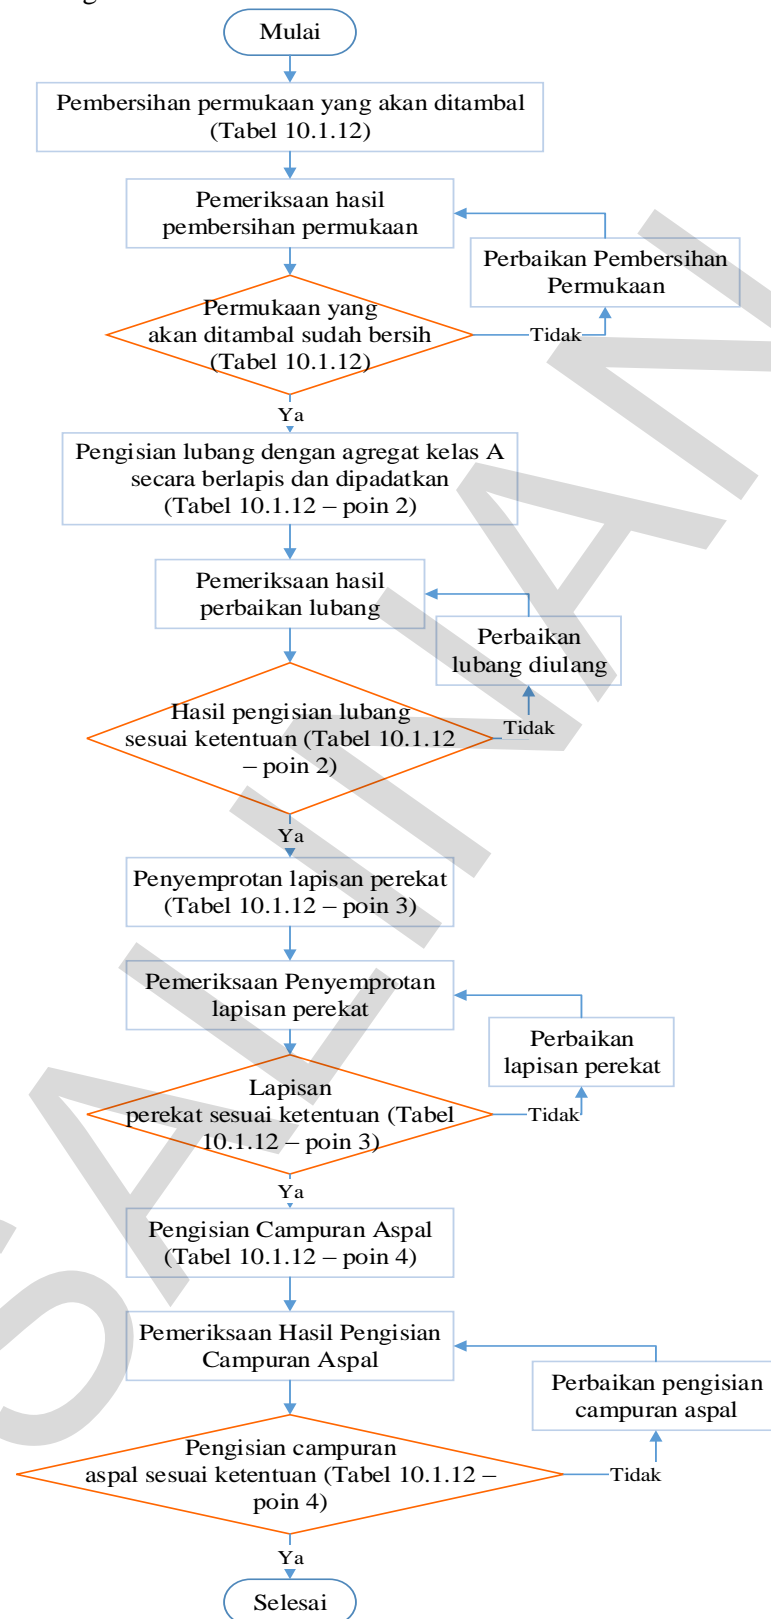 Mulai
Pembersihan permukaan yang akan ditambal
(Tabel 10.1.12)
Pemeriksaan hasil
pembersihan permukaan
Perbaikan Pembersihan
Permukaan
Permukaan yang
akan ditambal sudah bersih
(Tabel 10.1.12)
Tidak
Ya
Pengisian lubang dengan agregat kelas A
secara berlapis dan dipadatkan
(Tabel 10.1.12 – poin 2)
Pemeriksaan hasil
perbaikan lubang
Perbaikan
lubang diulang
Hasil pengisian lubang
sesuai ketentuan (Tabel 10.1.12
– poin 2)
Tidak
Ya
Penyemprotan lapisan perekat
(Tabel 10.1.12 – poin 3)
Pemeriksaan Penyemprotan
lapisan perekat
Perbaikan
lapisan perekat
Lapisan
perekat sesuai ketentuan (Tabel
10.1.12 – poin 3)
Tidak
Ya
Pengisian Campuran Aspal
(Tabel 10.1.12 – poin 4)
Pemeriksaan Hasil Pengisian
Campuran Aspal
Perbaikan pengisian
campuran aspal
Pengisian campuran
aspal sesuai ketentuan (Tabel 10.1.12 –
poin 4)
Tidak
Ya
Selesai
SALINAN